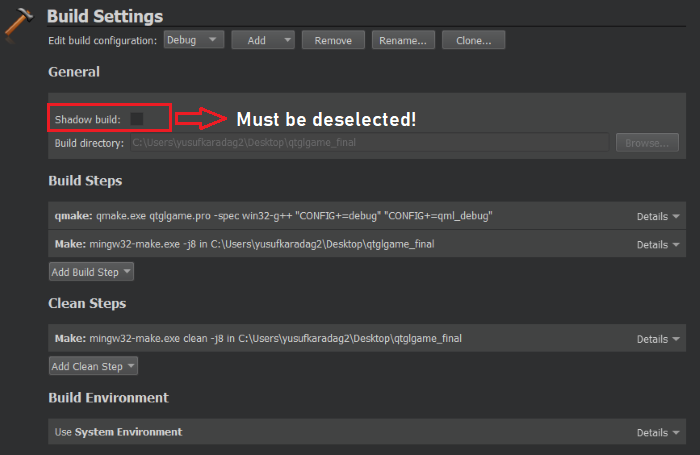 Build Settings
Edit build configuration: Debug Add Remove Rename... Clone...
General
Shadow build: Must be deselected!
Build directory: C:\Users\yusufkaradag2\Desktop\qtglgame_final Browse...
Build Steps
qmake: qmake.exe qtglgame.pro -spec win32-g++ "CONFIG+=debug" "CONFIG+=qml_debug" Details
Make: mingw32-make.exe -j8 in C:\Users\yusufkaradag2\Desktop\qtglgame_final Details
Add Build Step
Clean Steps
Make: mingw32-make.exe clean -j8 in C:\Users\yusufkaradag2\Desktop\qtglgame_final Details
Add Clean Step
Build Environment
Use System Environment Details